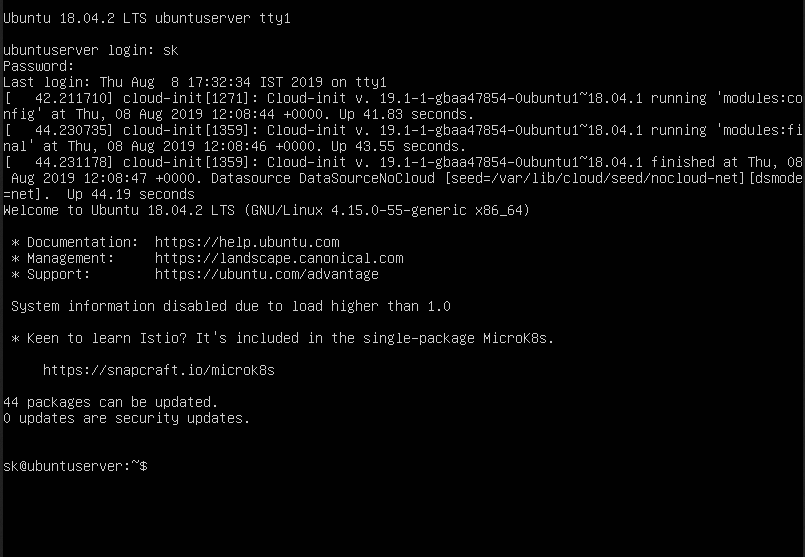 Ubuntu 18.04.2 LTS ubuntuserver tty1
ubuntuserver login: sk
Password:
Last login: Thu Aug  8 17:32:34 IST 2019 on tty1
[   42.211710] cloud-init[1271]: Cloud-init v. 19.1-1-gbaa47854-0ubuntu1~18.04.1 running 'modules:co
nfig' at Thu, 08 Aug 2019 12:08:44 +0000. Up 41.83 seconds.
[   44.230735] cloud-init[1359]: Cloud-init v. 19.1-1-gbaa47854-0ubuntu1~18.04.1 running 'modules:fi
nal' at Thu, 08 Aug 2019 12:08:46 +0000. Up 43.55 seconds.
[   44.231178] cloud-init[1359]: Cloud-init v. 19.1-1-gbaa47854-0ubuntu1~18.04.1 finished at Thu, 08
 Aug 2019 12:08:47 +0000. Datasource DataSourceNoCloud [seed=/var/lib/cloud/seed/nocloud-net][dsmode
=net].  Up 44.19 seconds
Welcome to Ubuntu 18.04.2 LTS (GNU/Linux 4.15.0-55-generic x86_64)
 * Documentation:  https://help.ubuntu.com
 * Management:     https://landscape.canonical.com
 * Support:        https://ubuntu.com/advantage
 System information disabled due to load higher than 1.0
 * Keen to learn Istio? It's included in the single-package MicroK8s.
     https://snapcraft.io/microk8s
44 packages can be updated.
0 updates are security updates.
sk@ubuntuserver:~$